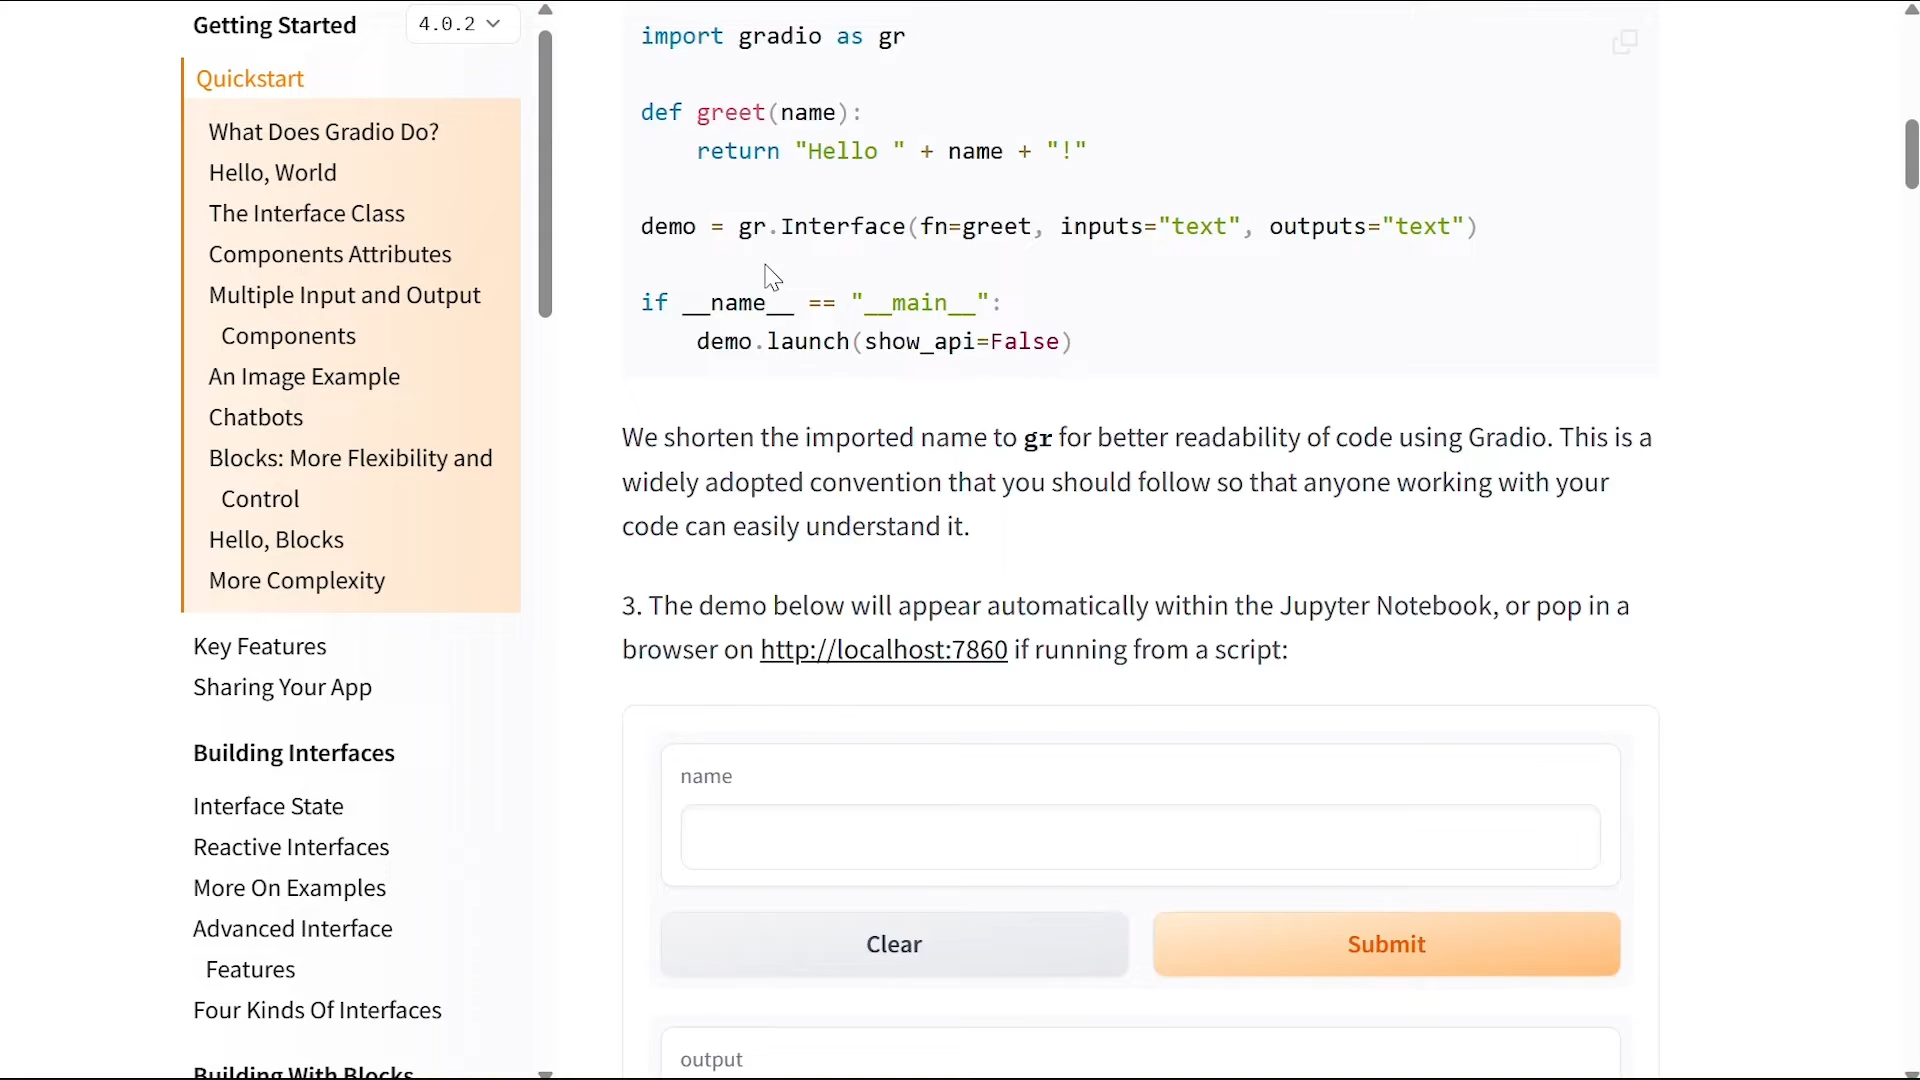 Getting Started
4.0.2
Quickstart
What Does Gradio Do?
Hello, World
The Interface Class
Components Attributes
Multiple Input and Output
Components
An Image Example
Chatbots
Blocks: More Flexibility and
Control
Hello, Blocks
More Complexity
Key Features
Sharing Your App
Building Interfaces
Interface State
Reactive Interfaces
More On Examples
Advanced Interface
Features
Four Kinds Of Interfaces
Building With Blocks
import gradio as gr
def greet(name):
    return "Hello " + name + "!"
demo = gr.Interface(fn=greet, inputs="text", outputs="text")
if __name__ == "__main__":
    demo.launch(show_api=False)
We shorten the imported name to gr for better readability of code using Gradio. This is a
widely adopted convention that you should follow so that anyone working with your
code can easily understand it.
3. The demo below will appear automatically within the Jupyter Notebook, or pop in a
browser on http://localhost:7860 if running from a script:
name
Clear
Submit
output